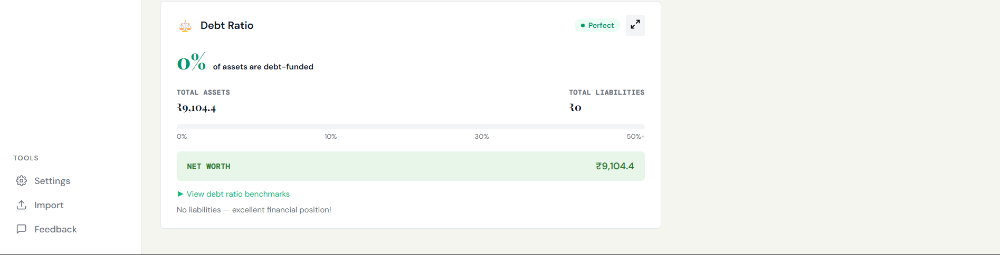 Debt Ratio
Perfect
0% of assets are debt-funded
TOTAL ASSETS
TOTAL LIABILITIES
₹9,104.4
₹0
0% 10% 30% 50%+
NET WORTH ₹9,104.4
▶ View debt ratio benchmarks
No liabilities — excellent financial position!
TOOLS
Settings
Import
Feedback